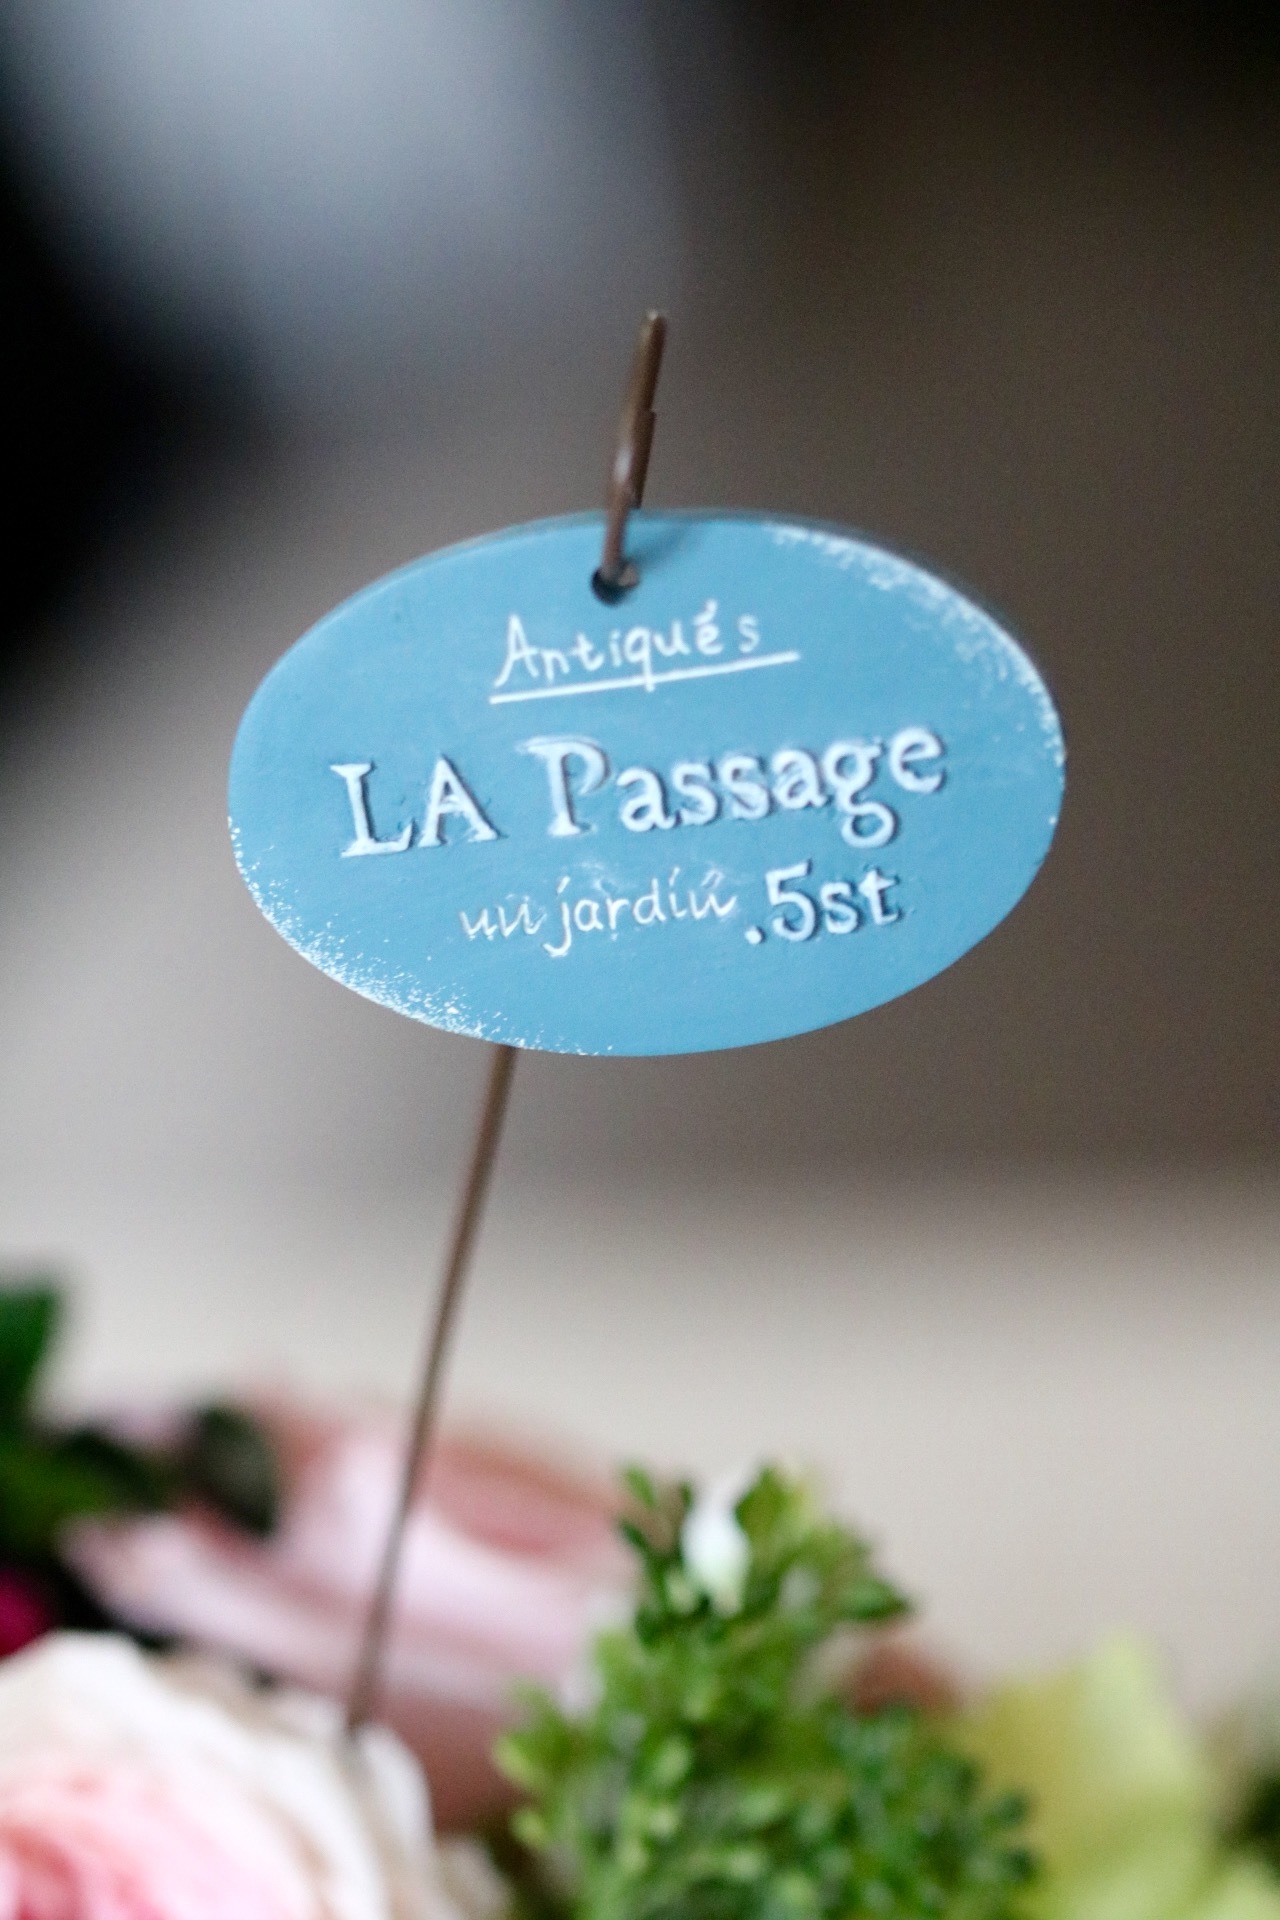 Antiqués
LA Passage
un jardin .5st